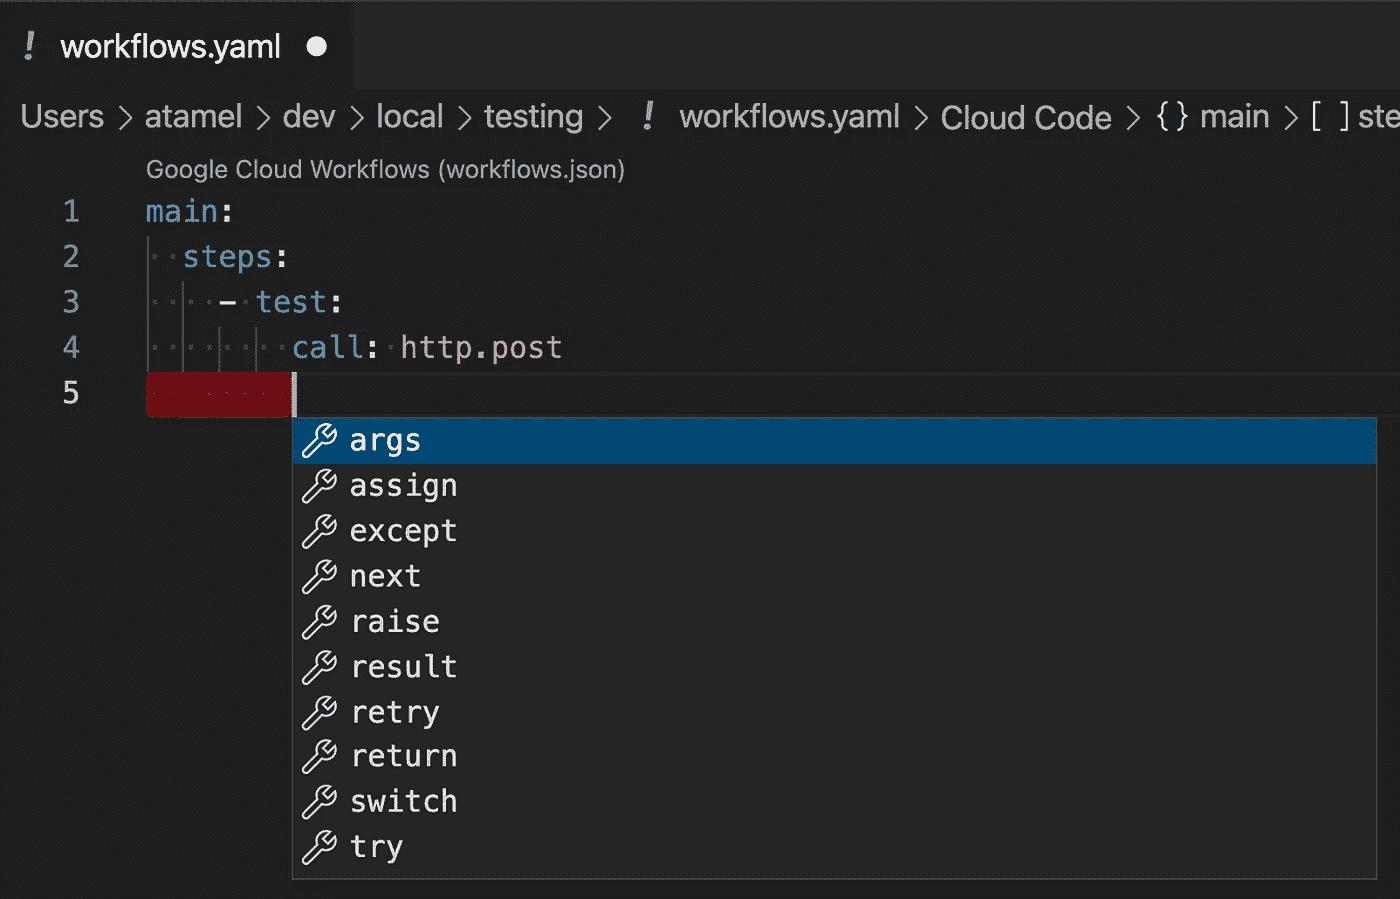 ! workflows.yaml
Users > atamel > dev > local > testing > ! workflows.yaml > Cloud Code > {} main > [ ] ste
Google Cloud Workflows (workflows.json)
1 main:
2 steps:
3 - test:
4 call: http.post
5
args
assign
except
next
raise
result
retry
return
switch
try